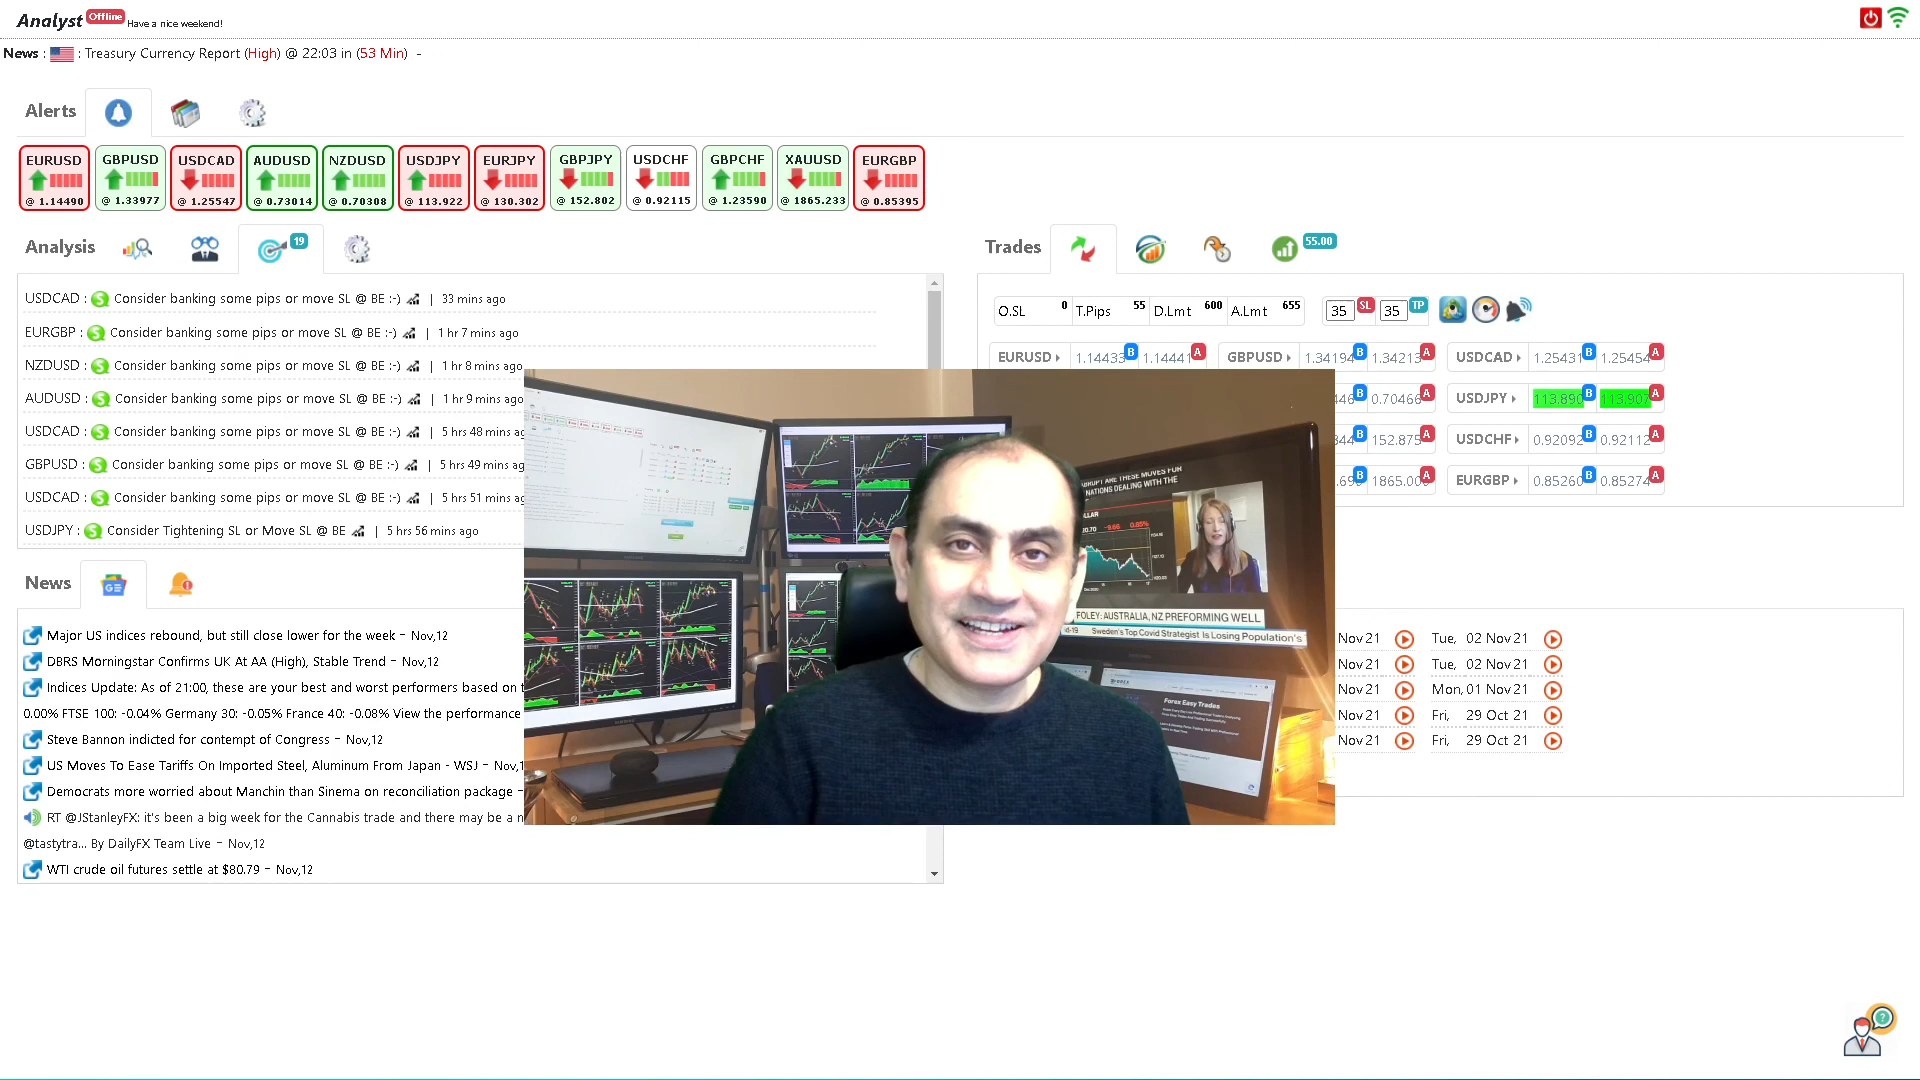 Analyst Offline Have a nice weekend!
News : : Treasury Currency Report (High) @ 22:03 in (53 Min) -
Alerts
EURUSD GBPUSD USDCAD AUDUSD NZDUSD USDJPY EURJPY GBPJPY USDCHF GBPCHF XAUUSD EURGBP
@ 1.14490 @ 1.33977 @ 1.25547 @ 0.73014 @ 0.70308 @ 113.922 @ 130.302 @ 152.802 @ 0.92115 @ 1.23590 @ 1865.233 @ 0.85395
Analysis 19
USDCAD : Consider banking some pips or move SL @ BE :-) | 33 mins ago
EURGBP : Consider banking some pips or move SL @ BE :-) | 1 hr 7 mins ago
NZDUSD : Consider banking some pips or move SL @ BE :-) | 1 hr 8 mins ago
AUDUSD : Consider banking some pips or move SL @ BE :-) | 1 hr 9 mins ago
USDCAD : Consider banking some pips or move SL @ BE :-) | 5 hrs 48 mins
GBPUSD : Consider banking some pips or move SL @ BE :-) | 5 hrs 49 mins
USDCAD : Consider banking some pips or move SL @ BE :-) | 5 hrs 51 mins
USDJPY : Consider Tightening SL or Move SL @ BE | 5 hrs 56 mins ago
Trades 55.00
O.SL 0 T.Pips 55 D.Lmt 600 A.Lmt 655 35 SL 35 TP
EURUSD 1.14433 B 1.14441 A GBPUSD 1.34194 B 1.34213 A USDCAD 1.25431 B 1.25454 A
B 0.70466 A USDJPY 113.890 B 113.907 A
B 152.875 A USDCHF 0.92092 B 0.92112 A
B 1865.00 A EURGBP 0.85260 B 0.85274 A
News
Major US indices rebound, but still close lower for the week - Nov,12
DBRS Morningstar Confirms UK At AA (High), Stable Trend - Nov,12
Indices Update: As of 21:00, these are your best and worst performers based on
0.00% FTSE 100: -0.04% Germany 30: -0.05% France 40: -0.08% View the performance
Steve Bannon indicted for contempt of Congress - Nov,12
US Moves To Ease Tariffs On Imported Steel, Aluminum From Japan - WSJ - Nov,1
Democrats more worried about Manchin than Sinema on reconciliation package -
RT @JStanleyFX: it's been a big week for the Cannabis trade and there may be a
@tastytra... By DailyFX Team Live - Nov,12
WTI crude oil futures settle at $80.79 - Nov,12
ABRUPT ARE THESE MOVES FOR
NATIONS DEALING WITH THE
LLAR
-9.66 0.85%
FOLEY: AUSTRALIA, NZ PREFORMING WELL
Sweden's Top Covid Strategist Is Losing Population's
Forex Easy Trades
Nov 21 Tue, 02 Nov 21
Nov 21 Tue, 02 Nov 21
Nov 21 Mon, 01 Nov 21
Nov 21 Fri, 29 Oct 21
Nov 21 Fri, 29 Oct 21